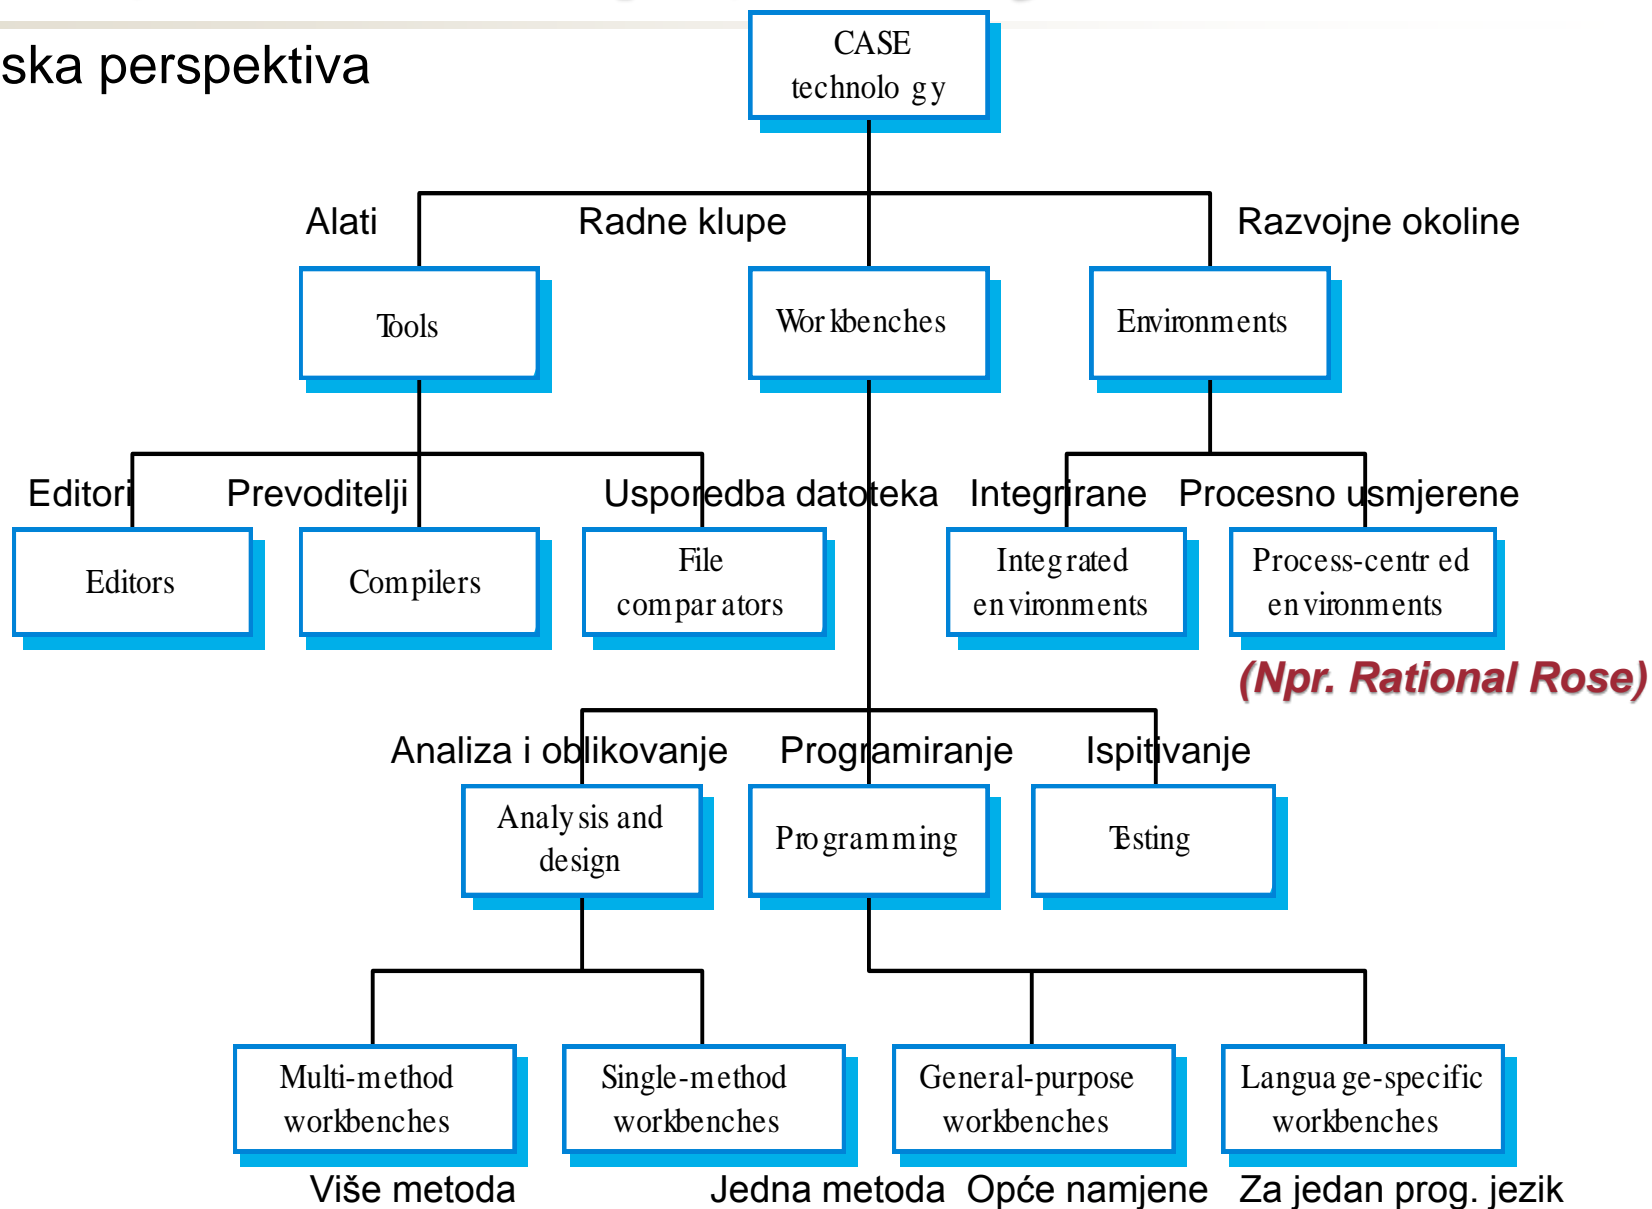 ska perspektiva
CASE
technology
Alati
Radne klupe
Razvojne okoline
Tools
Workbenches
Environments
Editori
Prevoditelji
Usporedba datoteka
Integrirane
Procesno usmjerene
Editors
Compilers
File
comparators
Integrated
environments
Process-centred
environments
(Npr. Rational Rose)
Analiza i oblikovanje
Programiranje
Ispitivanje
Analysis and
design
Programming
Testing
Multi-method
workbenches
Single-method
workbenches
General-purpose
workbenches
Language-specific
workbenches
Više metoda
Jedna metoda
Opće namjene
Za jedan prog. jezik